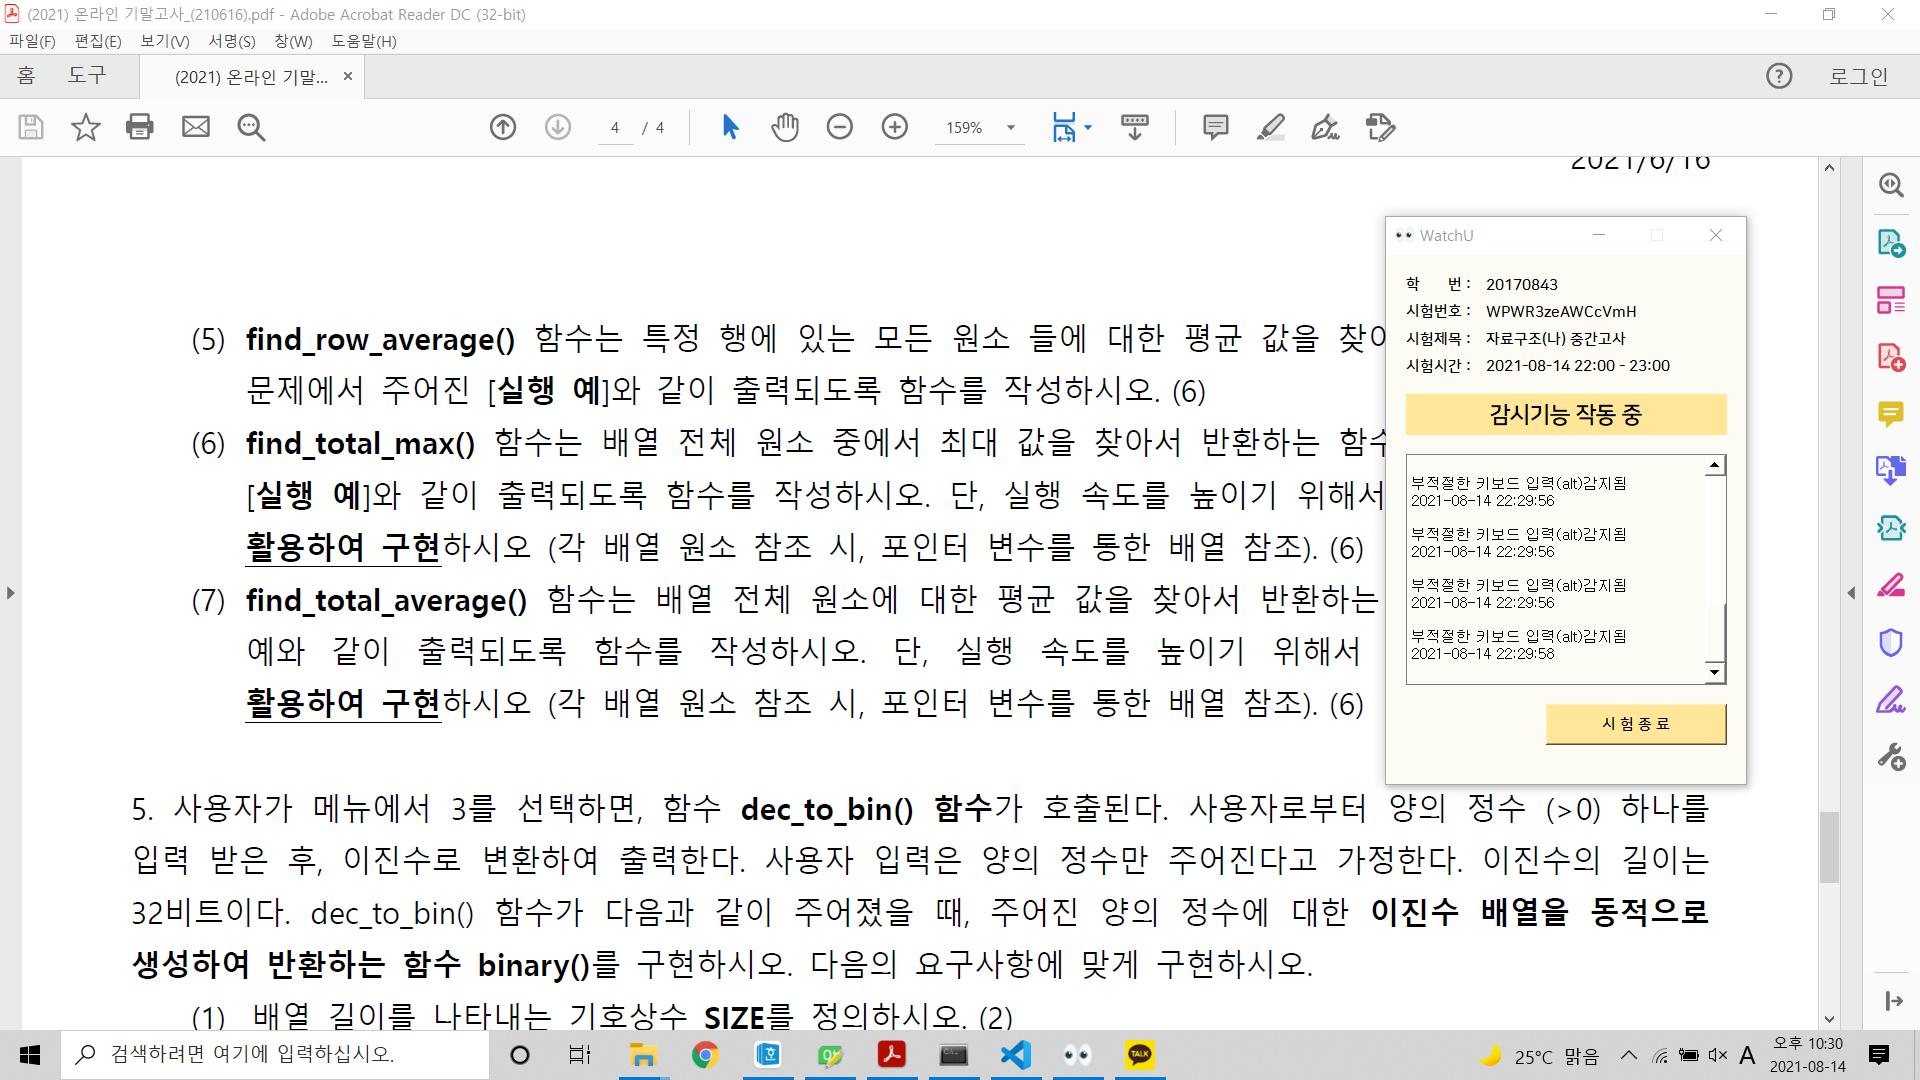 (2021) 온라인 기말고사_(210616).pdf - Adobe Acrobat Reader DC (32-bit)
파일(F) 편집(E) 보기(V) 서명(S) 창(W) 도움말(H)
홈 도구 (2021) 온라인 기말... × 로그인
4 / 4 159%
2021/6/16
(5) find_row_average() 함수는 특정 행에 있는 모든 원소 들에 대한 평균 값을 찾아
문제에서 주어진 [실행 예]와 같이 출력되도록 함수를 작성하시오. (6)
(6) find_total_max() 함수는 배열 전체 원소 중에서 최대 값을 찾아서 반환하는 함수
[실행 예]와 같이 출력되도록 함수를 작성하시오. 단, 실행 속도를 높이기 위해서
활용하여 구현하시오 (각 배열 원소 참조 시, 포인터 변수를 통한 배열 참조). (6)
(7) find_total_average() 함수는 배열 전체 원소에 대한 평균 값을 찾아서 반환하는
예와 같이 출력되도록 함수를 작성하시오. 단, 실행 속도를 높이기 위해서
활용하여 구현하시오 (각 배열 원소 참조 시, 포인터 변수를 통한 배열 참조). (6)
5. 사용자가 메뉴에서 3를 선택하면, 함수 dec_to_bin() 함수가 호출된다. 사용자로부터 양의 정수 (>0) 하나를
입력 받은 후, 이진수로 변환하여 출력한다. 사용자 입력은 양의 정수만 주어진다고 가정한다. 이진수의 길이는
32비트이다. dec_to_bin() 함수가 다음과 같이 주어졌을 때, 주어진 양의 정수에 대한 이진수 배열을 동적으로
생성하여 반환하는 함수 binary()를 구현하시오. 다음의 요구사항에 맞게 구현하시오.
(1) 배열 길이를 나타내는 기호상수 SIZE를 정의하시오. (2)
WatchU
학 번 : 20170843
시험번호 : WPWR3zeAWCcVmH
시험제목 : 자료구조(나) 중간고사
시험시간 : 2021-08-14 22:00 - 23:00
감시기능 작동 중
부적절한 키보드 입력(alt)감지됨
2021-08-14 22:29:56
부적절한 키보드 입력(alt)감지됨
2021-08-14 22:29:56
부적절한 키보드 입력(alt)감지됨
2021-08-14 22:29:56
부적절한 키보드 입력(alt)감지됨
2021-08-14 22:29:58
시 험 종 료
검색하려면 여기에 입력하십시오.
TALK
25°C 맑음
A
오후 10:30
2021-08-14